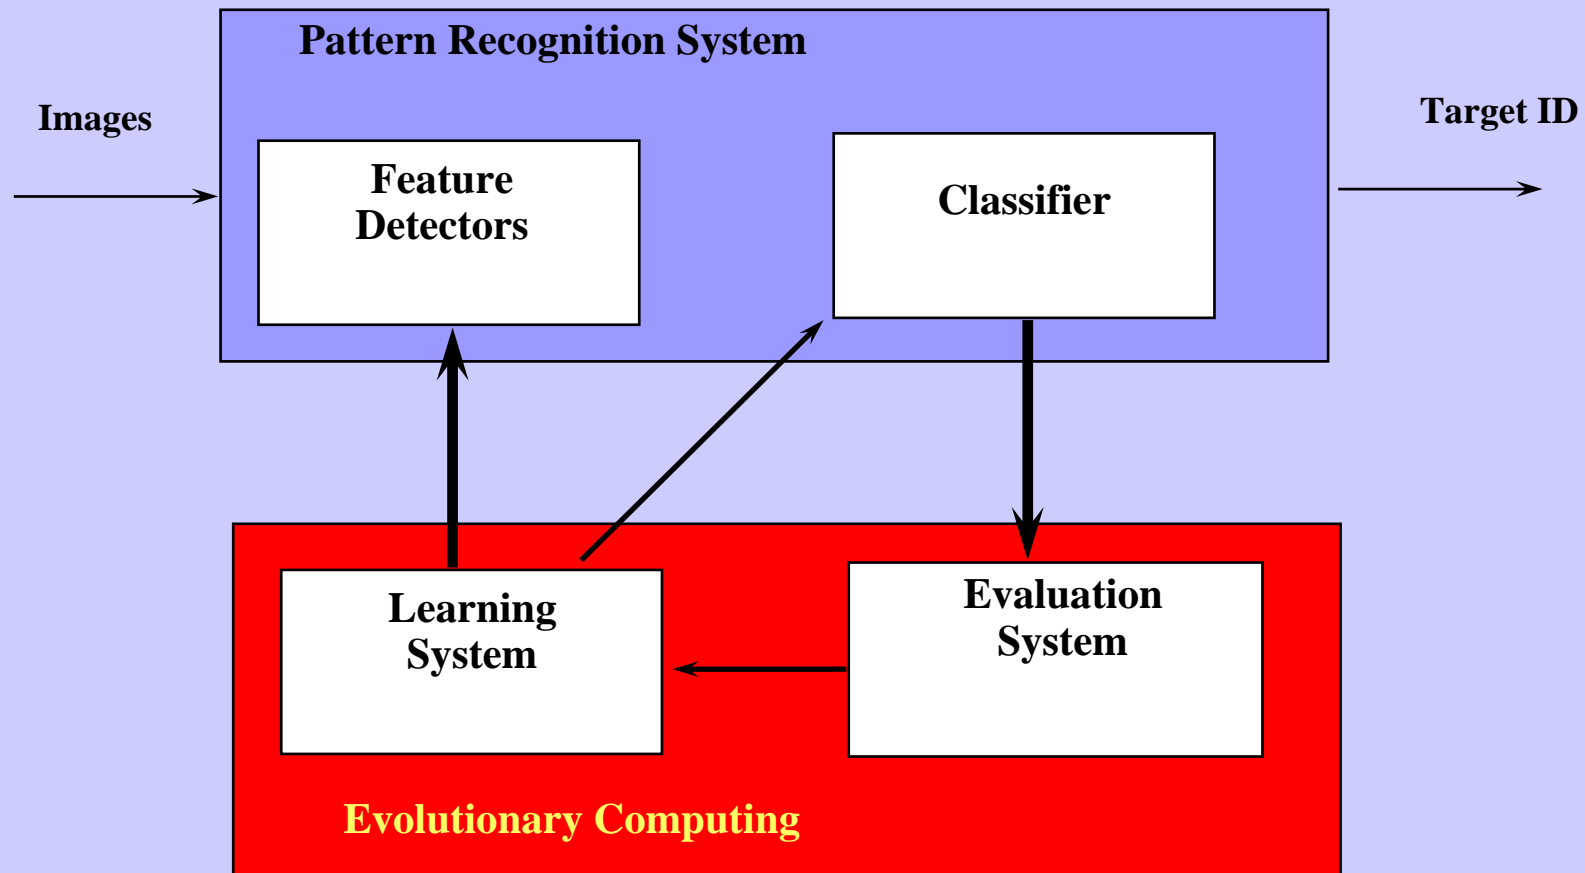 Pattern Recognition System
Images
Target ID
Feature
Detectors
Classifier
Learning
System
Evaluation
System
Evolutionary Computing